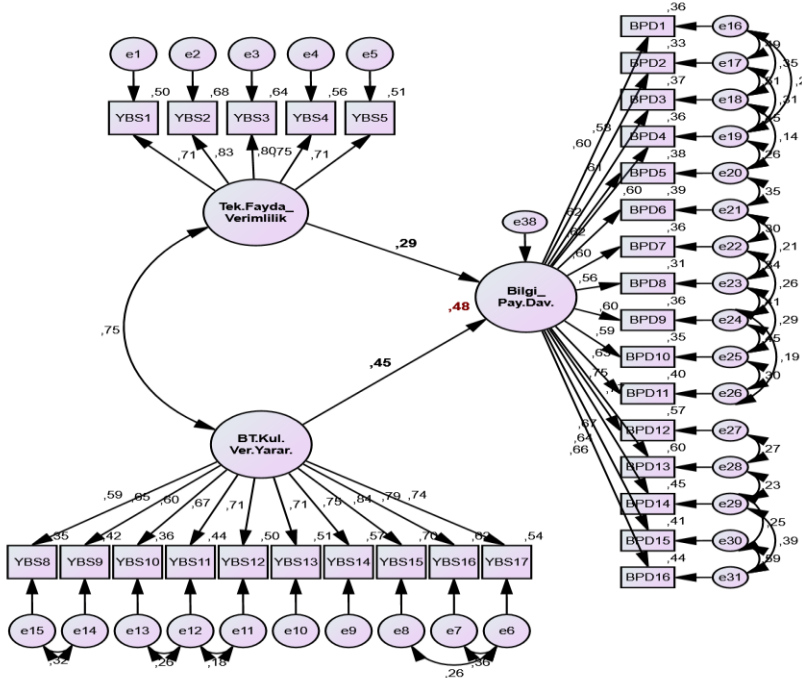 ,36
e1 e2 e3 e4 e5 BPD1 e16
,33
,50 ,68 ,64 ,56 ,51 BPD2 e17 ,35
,37
YBS1 YBS2 YBS3 YBS4 YBS5 BPD3 e18 ,31
,36
,58 BPD4 e19 ,14
,71 ,83 ,80 ,75 ,71 ,60
,38 ,26
,61 BPD5 e20
,60 ,39 ,35
Tek.Fayda_
Verimlilik
,62 BPD6 e21
e38 ,62 ,36 ,30
,29 ,60 BPD7 e22 ,21
,31
,56 BPD8 e23 ,26
Bilgi_
Pay.Dav.
,48 ,60 ,36
BPD9 e24 ,29
,75 ,59 ,35 ,45
BPD10 e25 ,19
,45 ,40 ,30
,75 BPD11 e26
,57
BPD12 e27
BT.Kul.
Ver.Yarar.
,67 ,60 ,27
,64 BPD13 e28
,66 ,45 ,23
,59 ,65 ,60 ,67 ,71 ,71 ,75 ,84 ,79 ,74 BPD14 e29
,41 ,25
,35 ,42 ,36 ,44 ,50 ,51 ,57 ,70 ,62 ,54 BPD15 e30 ,39
,44
YBS8 YBS9 YBS10 YBS11 YBS12 YBS13 YBS14 YBS15 YBS16 YBS17 BPD16 e31
e15 e14 e13 e12 e11 e10 e9 e8 e7 e6
,32 ,26 ,18 ,26 ,36